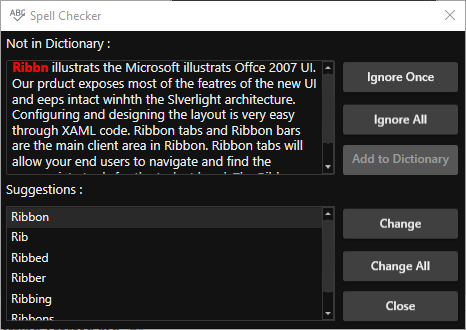 ABC Spell Checker
Not in Dictionary :
Ribbn illustrats the Microsoft illustrats Offce 2007 UI.
Our prduct exposes most of the featres of the new UI
and eeps intact winhth the Slverlight architecture.
Configuring and designing the layout is very easy
through XAML code. Ribbon tabs and Ribbon bars
are the main client area in Ribbon. Ribbon tabs will
allow your end users to navigate and find the
Ignore Once
Ignore All
Add to Dictionary
Suggestions :
Ribbon
Rib
Ribbed
Ribber
Ribbing
Ribbons
Change
Change All
Close